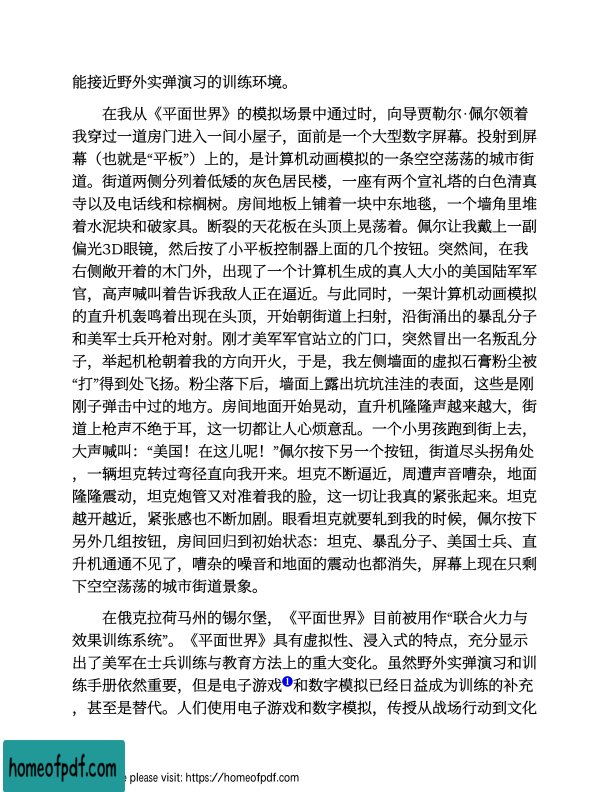 能接近野外实弹演习的训练环境。
在我从《平面世界》的模拟场景中通过时，向导贾勒尔·佩尔领着
我穿过一道房门进入一间小屋子，面前是一个大型数字屏幕。投射到屏
幕（也就是“平板”）上的，是计算机动画模拟的一条空空荡荡的城市街
道。街道两侧分列着低矮的灰色居民楼，一座有两个宣礼塔的白色清真
寺以及电话线和棕榈树。房间地板上铺着一块中东地毯，一个墙角里堆
着水泥块和破家具。断裂的天花板在头顶上晃荡着。佩尔让我戴上一副
偏光3D眼镜，然后按了小平板控制器上面的几个按钮。突然间，在我
右侧敞开着的木门外，出现了一个计算机生成的真人大小的美国陆军军
官，高声喊叫着告诉我敌人正在逼近。与此同时，一架计算机动画模拟
的直升机轰鸣着出现在头顶，开始朝街道上扫射，沿街涌出的暴乱分子
和美军士兵开枪对射。刚才美军军官站立的门口，突然冒出一名叛乱分
子，举起机枪朝着我的方向开火，于是，我左侧墙面的虚拟石膏粉尘被
“打”得到处飞扬。粉尘落下后，墙面上露出坑坑洼洼的表面，这些是刚
刚子弹击中过的地方。房间地面开始晃动，直升机隆隆声越来越大，街
道上枪声不绝于耳，这一切都让人心烦意乱。一个小男孩跑到街上去，
大声喊叫：“美国！在这儿呢！”佩尔按下另一个按钮，街道尽头拐角处
，一辆坦克转过弯径直向我开来。坦克不断逼近，周遭声音嘈杂，地面
隆隆震动，坦克炮管又对准着我的脸，这一切让我真的紧张起来。坦克
越开越近，紧张感也不断加剧。眼看坦克就要轧到我的时候，佩尔按下
另外几组按钮，房间回归到初始状态：坦克、暴乱分子、美国士兵、直
升机通通不见了，嘈杂的噪音和地面的震动也都消失，屏幕上现在只剩
下空空荡荡的城市街道景象。
在俄克拉荷马州的锡尔堡，《平面世界》目前被用作“联合火力与
效果训练系统”。《平面世界》具有虚拟性、浸入式的特点，充分显示
出了美军在士兵训练与教育方法上的重大变化。虽然野外实弹演习和训
练手册依然重要，但是电子游戏1和数字模拟已经日益成为训练的补充
，甚至是替代。人们使用电子游戏和数字模拟，传授从战场行动到文化
homeofpdf.com
e please visit: https://homeofpdf.com